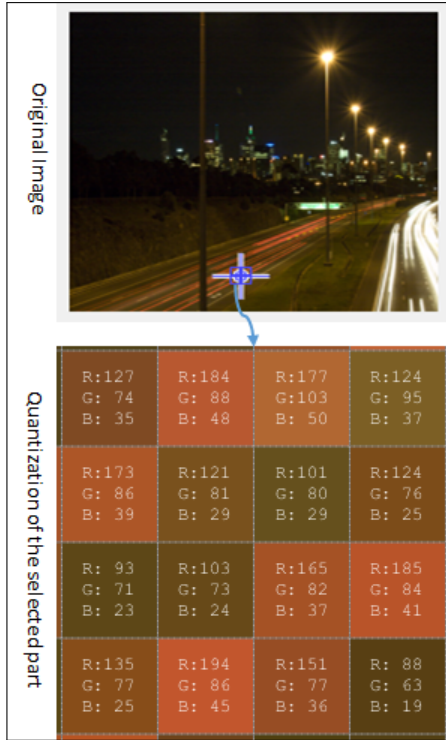 Original Image
Quantization of the selected part
R:127 R:184 R:177 R:124
G: 74 G: 88 G:103 G: 95
B: 35 B: 48 B: 50 B: 37
R:173 R:121 R:101 R:124
G: 86 G: 81 G: 80 G: 76
B: 39 B: 29 B: 29 B: 25
R: 93 R:103 R:165 R:185
G: 71 G: 73 G: 82 G: 84
B: 23 B: 24 B: 37 B: 41
R:135 R:194 R:151 R: 88
G: 77 G: 86 G: 77 G: 63
B: 25 B: 45 B: 36 B: 19